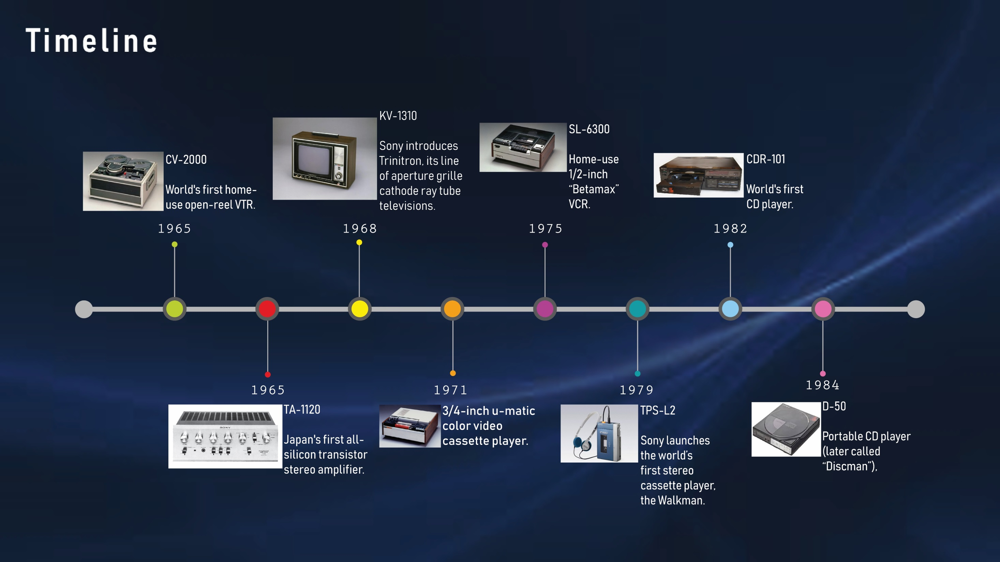 Timeline
CV-2000
World's first home-
use open-reel VTR.
1965
KV-1310
Sony introduces
Trinitron, its line
of aperture grille
cathode ray tube
televisions.
1968
SL-6300
Home-use
1/2-inch
“Betamax”
VCR.
1975
CDR-101
World's first
CD player.
1982
1965
SONY
TA-1120
Japan's first all-
silicon transistor
stereo amplifier.
1971
3/4-inch u-matic
color video
cassette player.
1979
TPS-L2
Sony launches
the world’s
first stereo
cassette player,
the Walkman.
1984
SONY
D-50
Portable CD player
(later called
“Discman”),